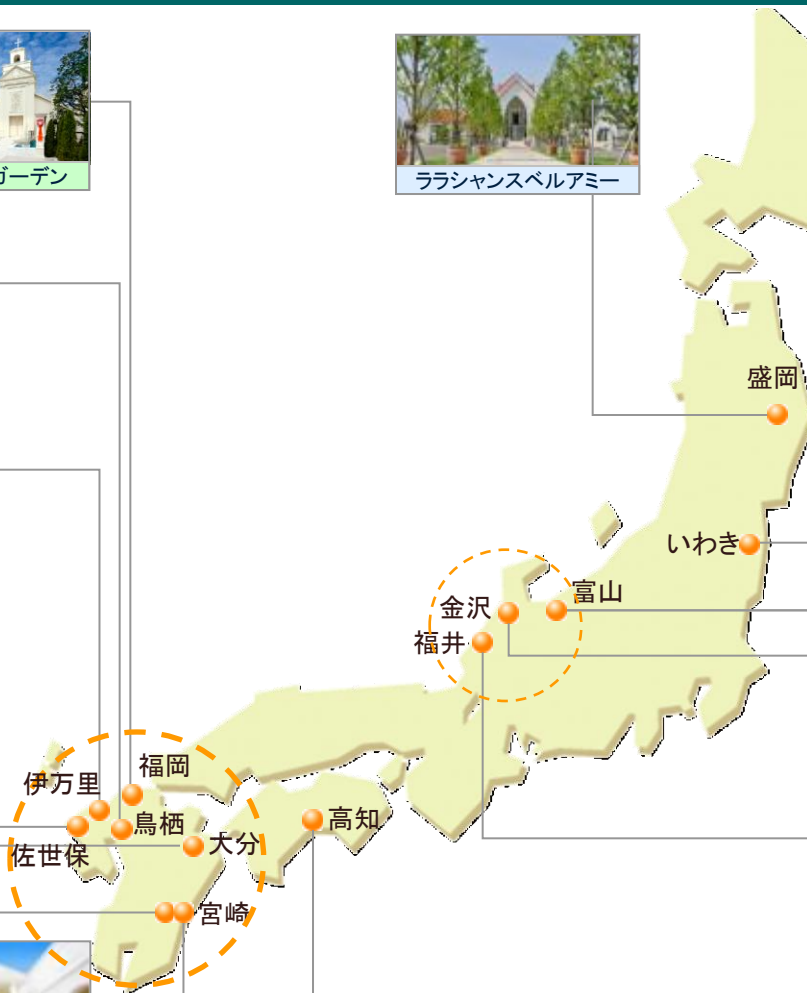 ガーデン
ララシャンスベルアミー
盛岡
いわき
富山
金沢
福井
福岡
伊万里
鳥栖
高知
大分
佐世保
宮崎